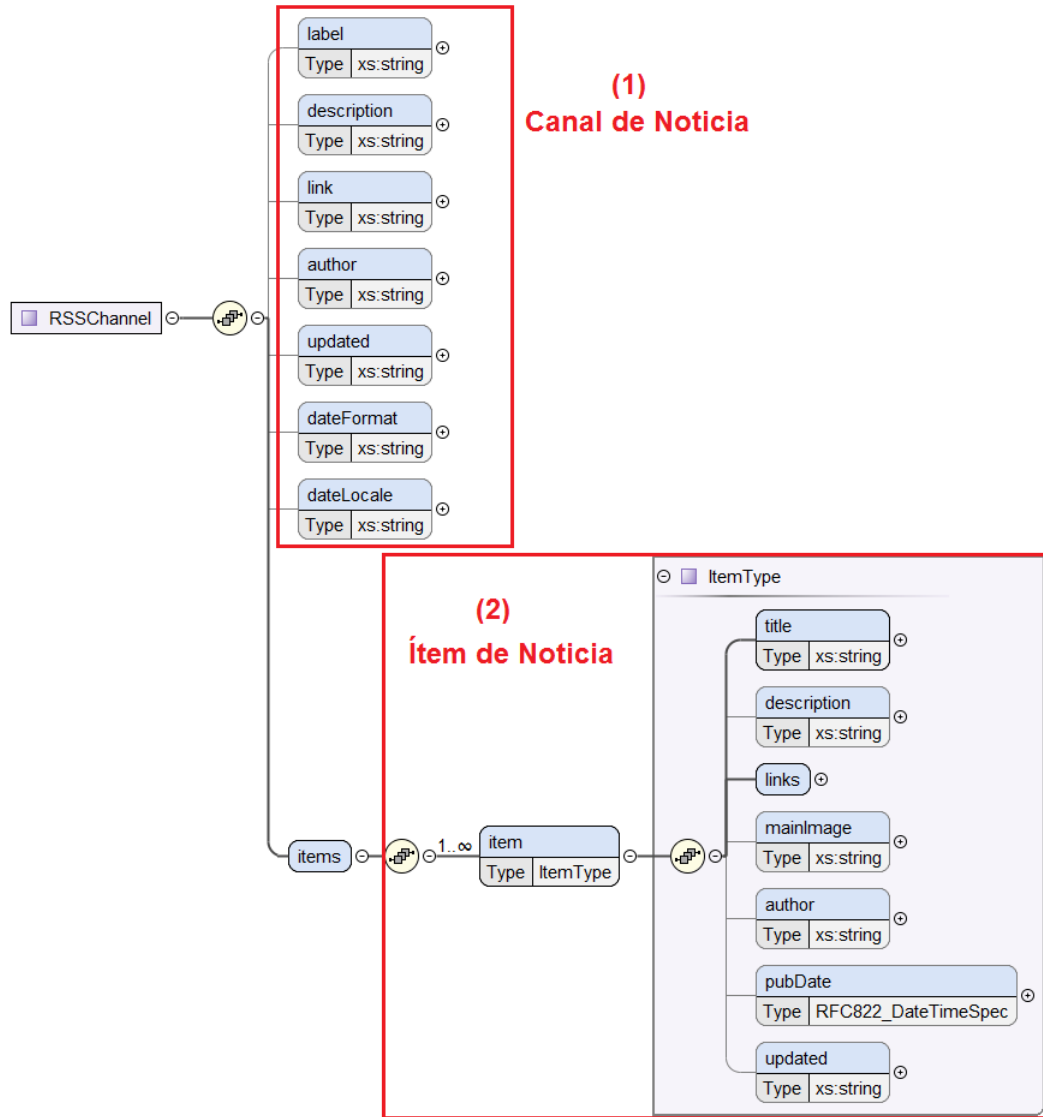 label
Type xs:string
(1)
Canal de Noticia
description
Type xs:string
link
Type xs:string
author
Type xs:string
RSSChannel
updated
Type xs:string
dateFormat
Type xs:string
dateLocale
Type xs:string
(2)
Ítem de Noticia
ItemType
title
Type xs:string
description
Type xs:string
links
mainImage
Type xs:string
items
1..∞
item
Type ItemType
author
Type xs:string
pubDate
Type RFC822_DateTimeSpec
updated
Type xs:string